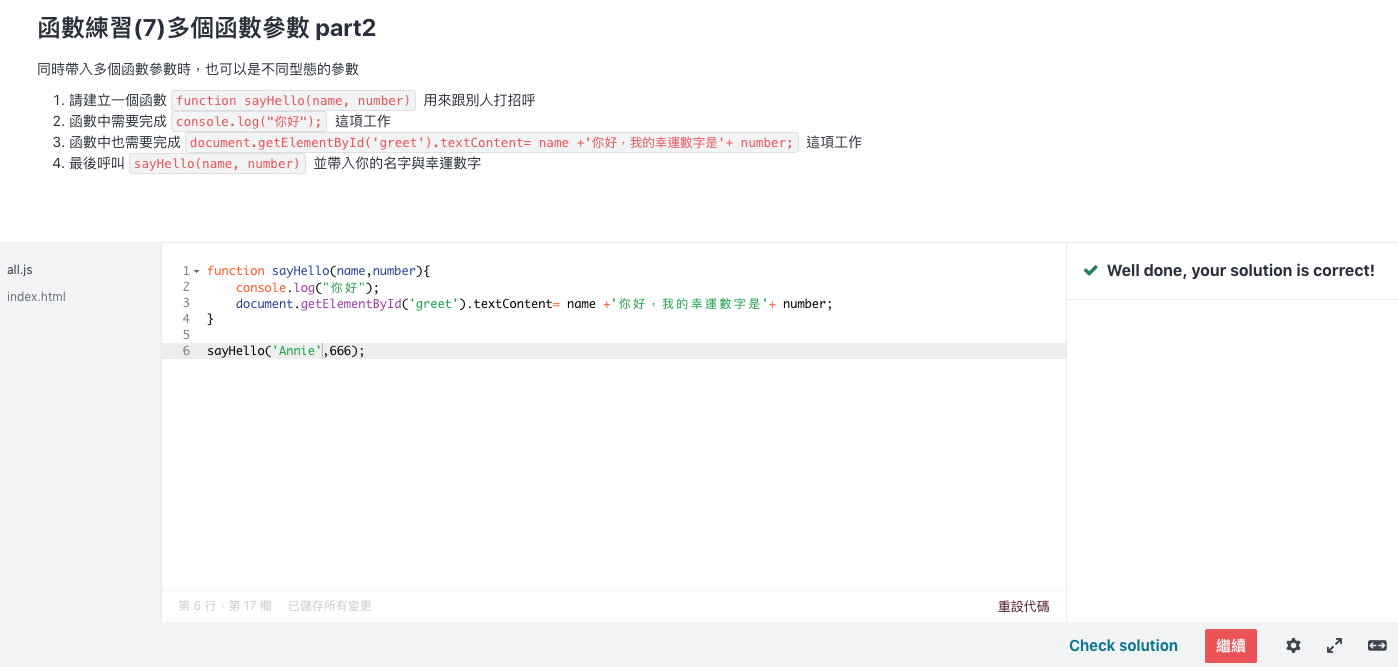 函數練習(7)多個函數參數 part2
同時帶入多個函數參數時，也可以是不同型態的參數
1. 請建立一個函數 function sayHello(name, number) 用來跟別人打招呼
2. 函數中需要完成 console.log("你好"); 這項工作
3. 函數中也需要完成 document.getElementById('greet').textContent= name +'你好，我的幸運數字是'+ number; 這項工作
4. 最後呼叫 sayHello(name, number) 並帶入你的名字與幸運數字
all.js
index.html
1 function sayHello(name,number){
2 console.log("你好");
3 document.getElementById('greet').textContent= name +'你好，我的幸運數字是'+ number;
4 }
5
6 sayHello('Annie',666);
Well done, your solution is correct!
第 6 行，第 17 欄 已儲存所有變更
重設代碼
Check solution
繼續